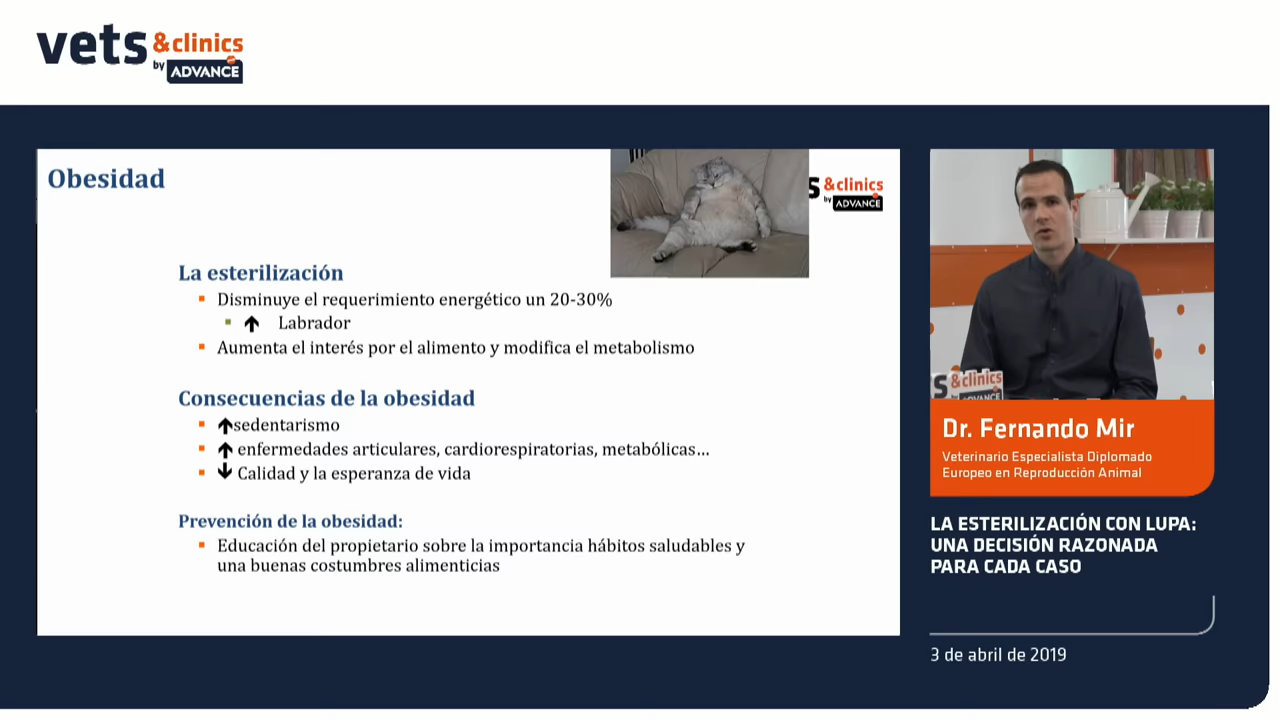 vets &clinics
by ADVANCE
Obesidad
S &clinics
by ADVANCE
La esterilización
▪ Disminuye el requerimiento energético un 20-30%
▪ 🡩 Labrador
▪ Aumenta el interés por el alimento y modifica el metabolismo
Consecuencias de la obesidad
▪ 🡩sedentarismo
▪ 🡩 enfermedades articulares, cardiorespiratorias, metabólicas...
▪ 🡫 Calidad y la esperanza de vida
Prevención de la obesidad:
▪ Educación del propietario sobre la importancia hábitos saludables y
una buenas costumbres alimenticias
S &clinics
by ADVANCE
Dr. Fernando Mir
Veterinario Especialista Diplomado
Europeo en Reproducción Animal
LA ESTERILIZACIÓN CON LUPA:
UNA DECISIÓN RAZONADA
PARA CADA CASO
3 de abril de 2019